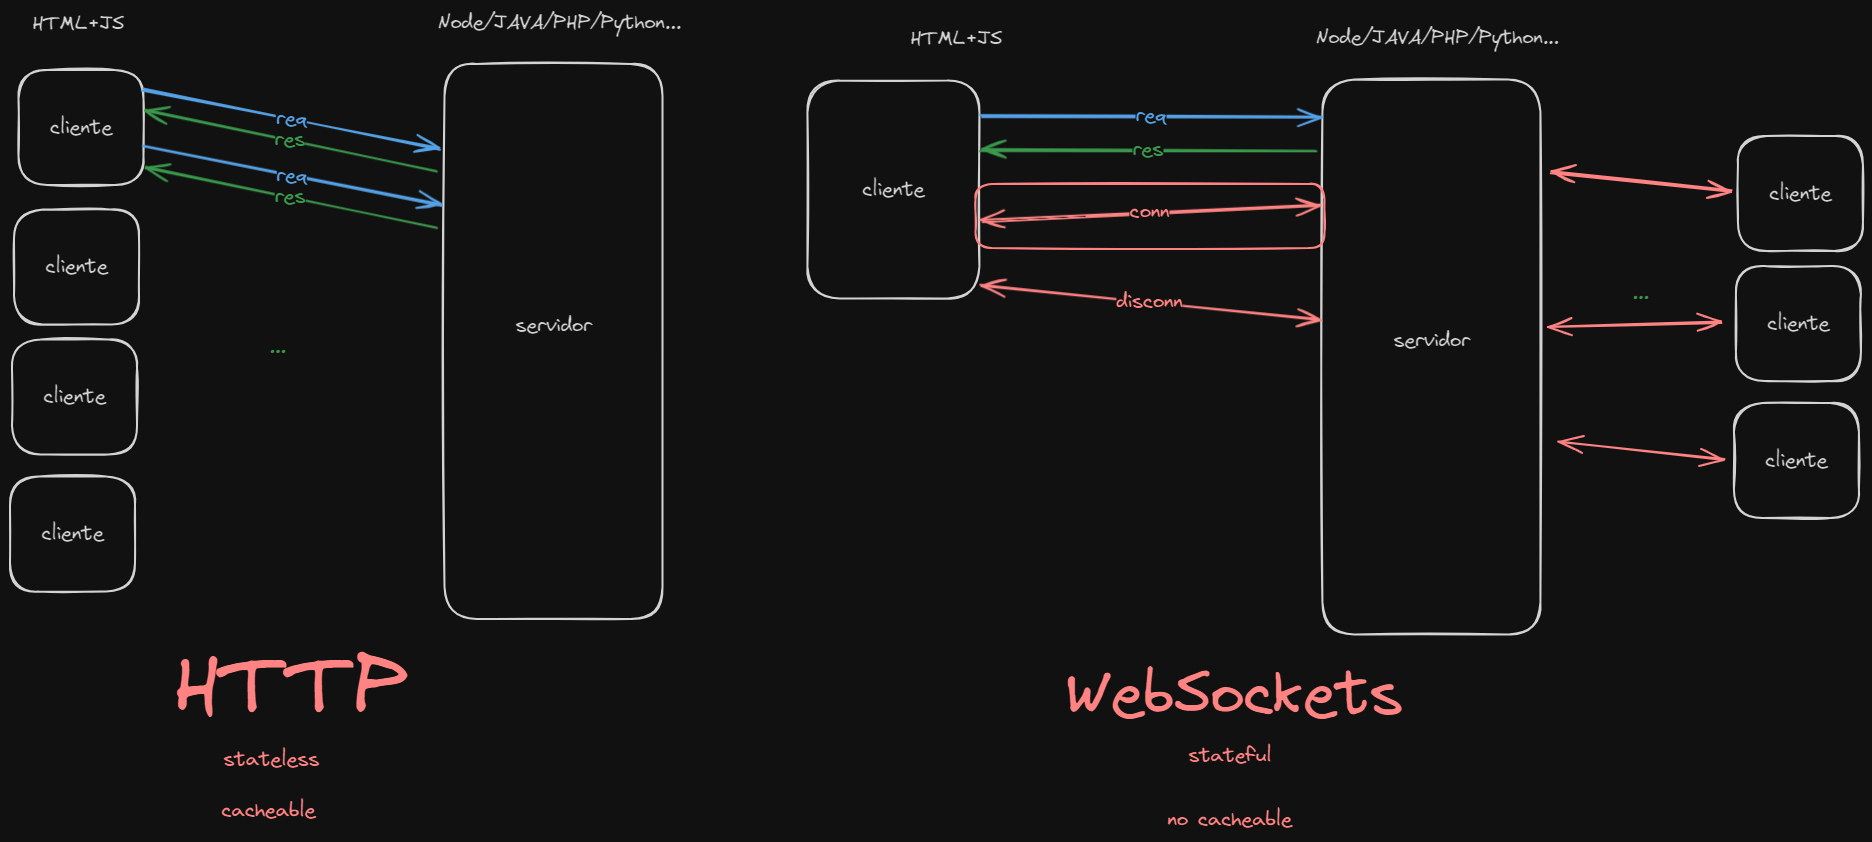 HTML+JS
Node/JAVA/PHP/Python...
cliente
req
res
req
res
cliente
cliente
cliente
...
servidor
HTTP
stateless
cacheable
HTML+JS
Node/JAVA/PHP/Python...
cliente
req
res
conn
disconn
servidor
cliente
...
cliente
cliente
WebSockets
stateful
no cacheable